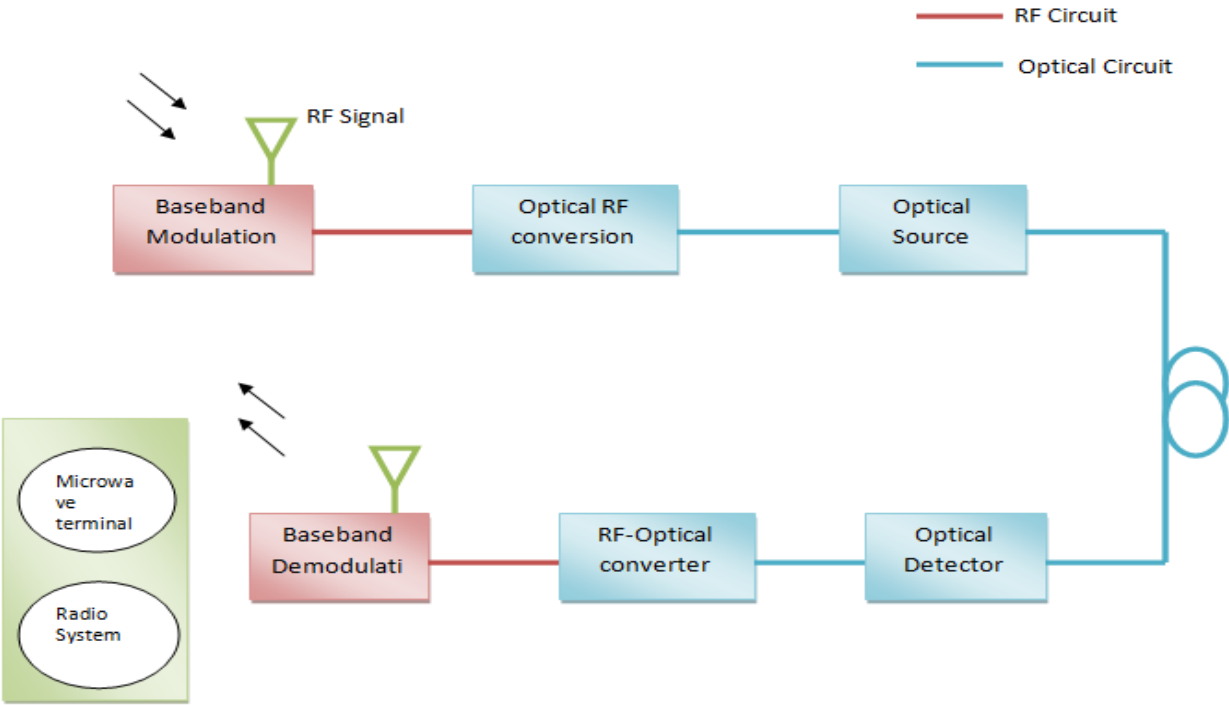 RF Circuit
Optical Circuit
RF Signal
Baseband
Modulation
Optical RF
conversion
Optical
Source
Microwa
ve
terminal
Radio
System
Baseband
Demodulati
RF-Optical
converter
Optical
Detector